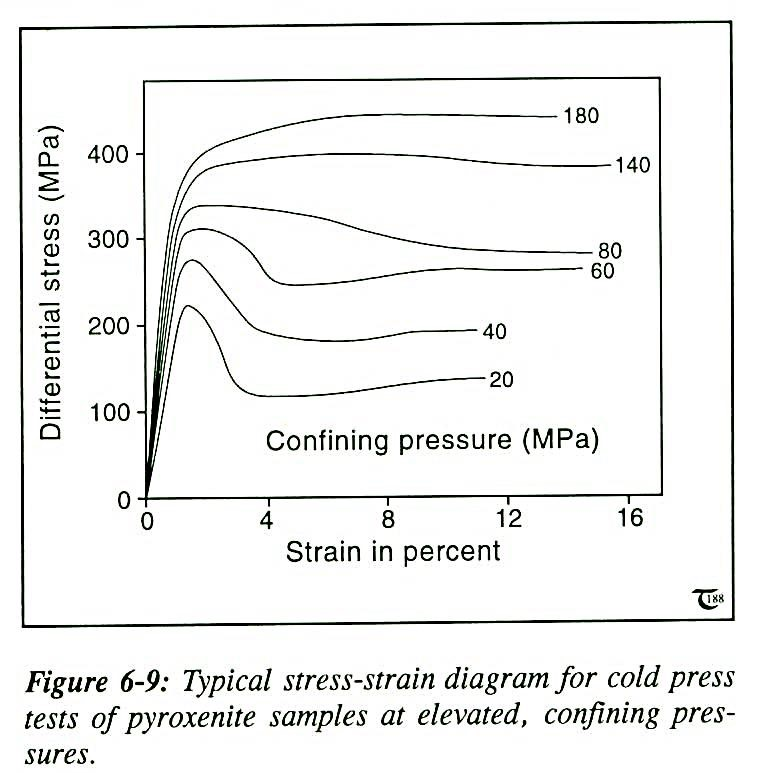 Differential stress (MPa)
400
300
200
100
0
180
140
80
60
40
20
Confining pressure (MPa)
0 4 8 12 16
Strain in percent
188
Figure 6-9: Typical stress-strain diagram for cold press
tests of pyroxenite samples at elevated, confining pres-
sures.